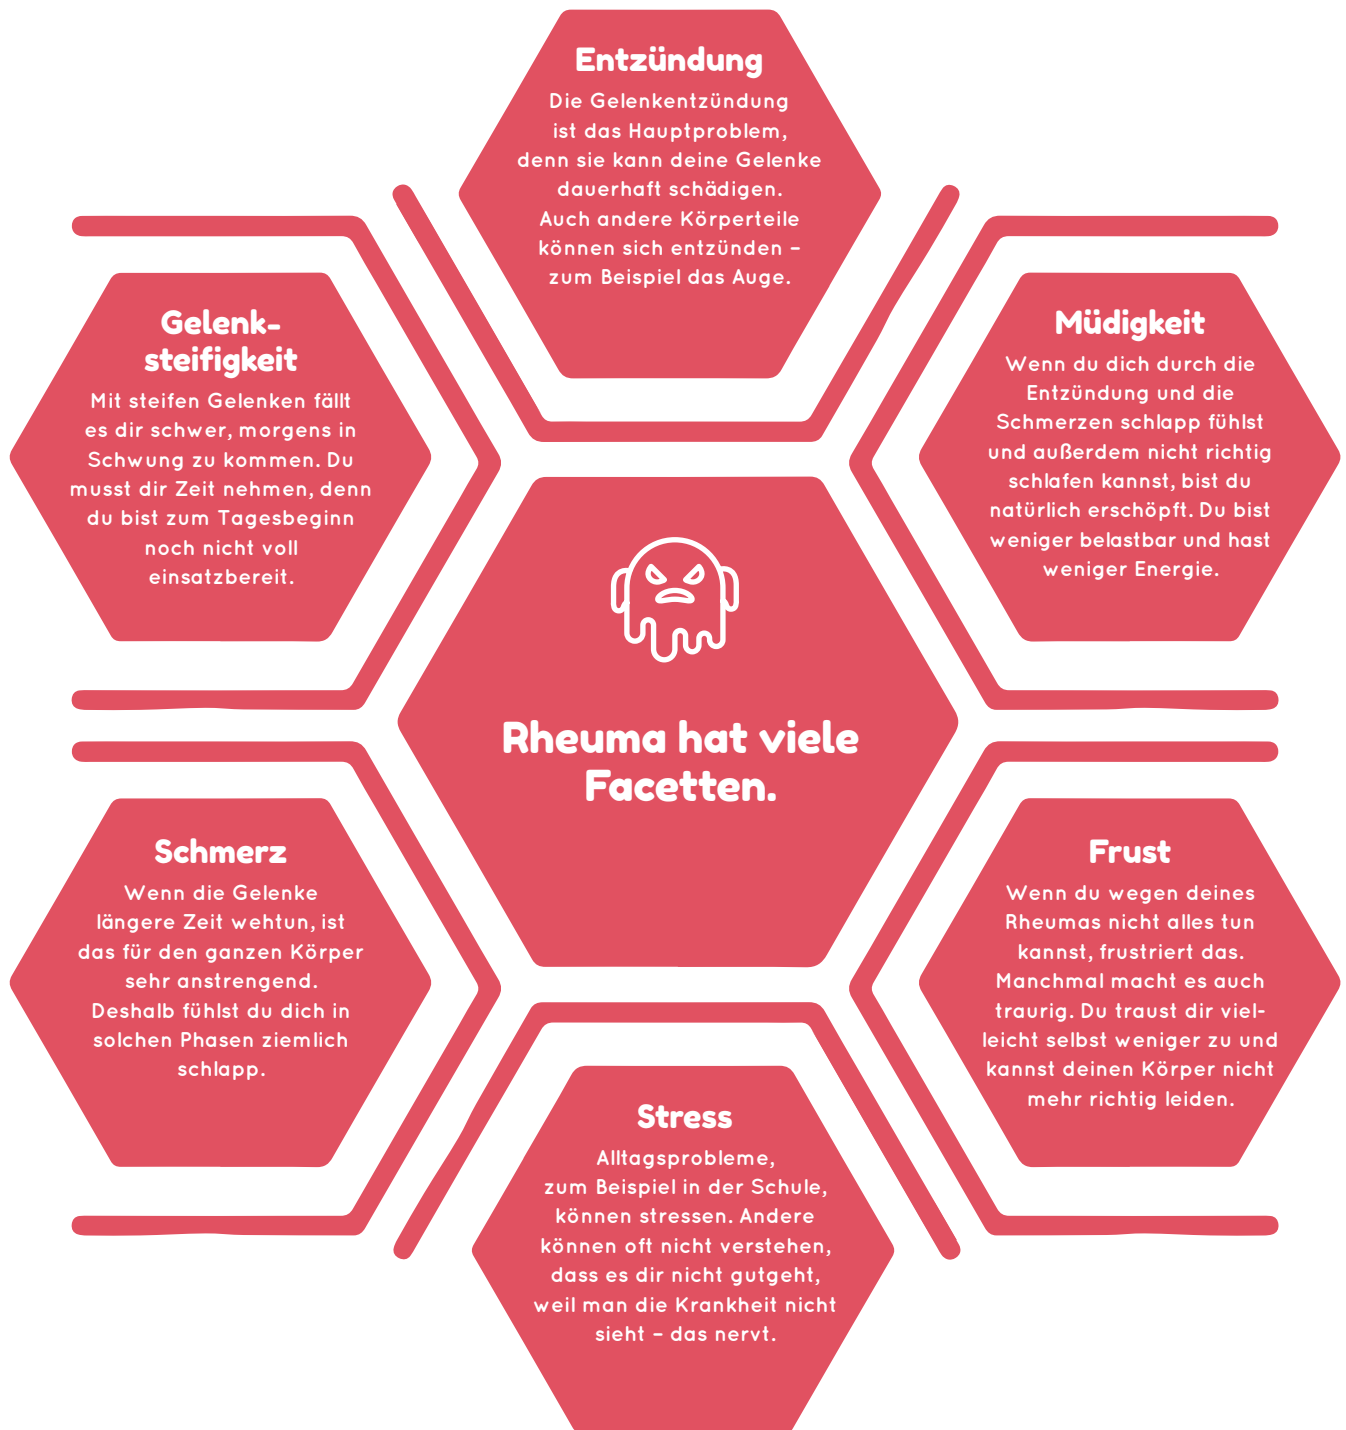 Entzündung
Die Gelenkentzündung
ist das Hauptproblem,
denn sie kann deine Gelenke
dauerhaft schädigen.
Auch andere Körperteile
können sich entzünden –
zum Beispiel das Auge.
Gelenk-
steifigkeit
Mit steifen Gelenken fällt
es dir schwer, morgens in
Schwung zu kommen. Du
musst dir Zeit nehmen, denn
du bist zum Tagesbeginn
noch nicht voll
einsatzbereit.
Müdigkeit
Wenn du dich durch die
Entzündung und die
Schmerzen schlapp fühlst
und außerdem nicht richtig
schlafen kannst, bist du
natürlich erschöpft. Du bist
weniger belastbar und hast
weniger Energie.
Rheuma hat viele
Facetten.
Schmerz
Wenn die Gelenke
längere Zeit wehtun, ist
das für den ganzen Körper
sehr anstrengend.
Deshalb fühlst du dich in
solchen Phasen ziemlich
schlapp.
Frust
Wenn du wegen deines
Rheumas nicht alles tun
kannst, frustriert das.
Manchmal macht es auch
traurig. Du traust dir viel-
leicht selbst weniger zu und
kannst deinen Körper nicht
mehr richtig leiden.
Stress
Alltagsprobleme,
zum Beispiel in der Schule,
können stressen. Andere
können oft nicht verstehen,
dass es dir nicht gutgeht,
weil man die Krankheit nicht
sieht – das nervt.